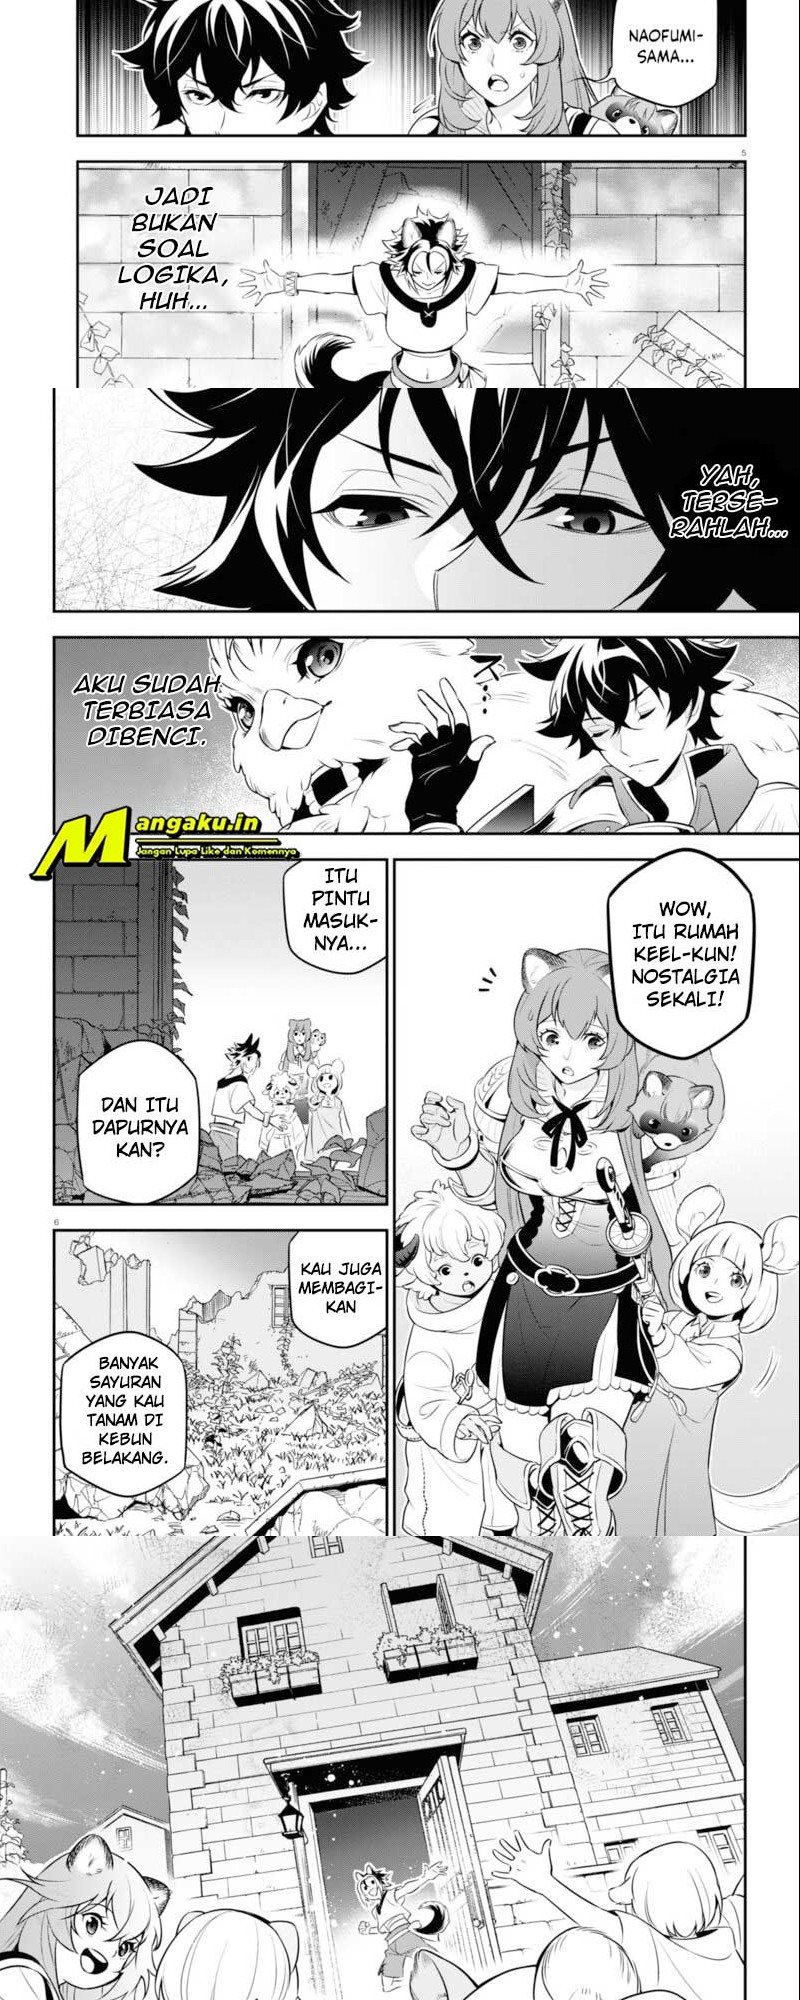 NAOFUMI-
SAMA...
5
JADI
BUKAN
SOAL
LOGIKA,
HUH...
YAH,
TERSE-
RAHLAH...
AKU SUDAH
TERBIASA
DIBENCI.
Mangaku.in
Jangan Lupa Like dan Komennya
WOW,
ITU RUMAH
KEEL-KUN!
NOSTALGIA
SEKALI!
ITU
PINTU
MASUK-
NYA...
DAN ITU
DAPURNYA
KAN?
6
KAU JUGA
MEMBAGI-
KAN
BANYAK
SAYURAN
YANG KAU
TANAM DI
KEBUN
BELAKANG.